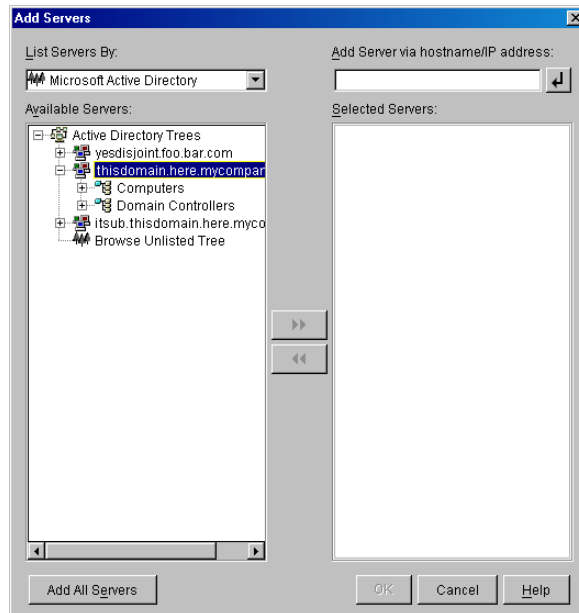 Add Servers
List Servers By:
Microsoft Active Directory
Add Server via hostname/IP address:
Available Servers:
Selected Servers:
Active Directory Trees
yesdisjoint.foo.bar.com
thisdomain.here.mycompar
Computers
Domain Controllers
itsub.thisdomain.here.myco
Browse Unlisted Tree
Add All Servers
OK
Cancel
Help